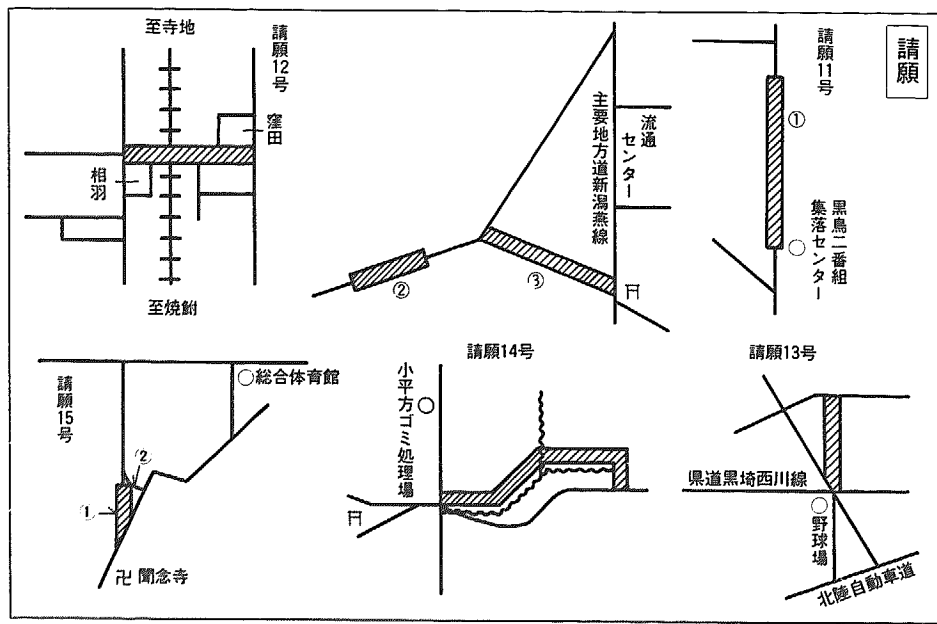 請願
請願11号
①
黒鳥二番組
集落センター
流通
センター
主要地方道新潟燕線
②
③
請願12号
至寺地
窪田
相羽
至焼鮒
請願13号
県道黒埼西川線
野球場
北陸自動車道
請願14号
小平方ゴミ処理場
請願15号
総合体育館
②
①
卍聞念寺